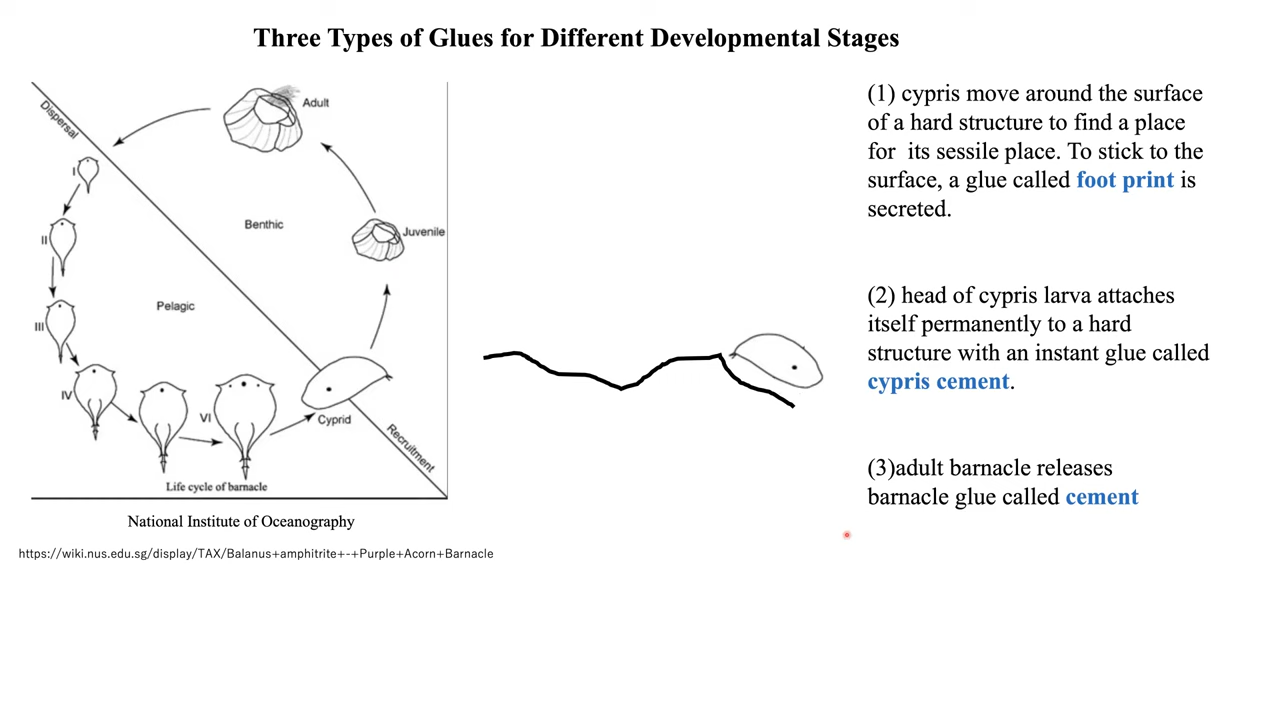 Three Types of Glues for Different Developmental Stages
Dispersal
Adult
I
II
Benthic
Juvenile
Pelagic
III
IV
VI
Cyprid
Recruitment
Life cycle of barnacle
National Institute of Oceanography
https://wiki.nus.edu.sg/display/TAX/Balanus+amphitrite+-+Purple+Acorn+Barnacle
(1) cypris move around the surface
of a hard structure to find a place
for its sessile place. To stick to the
surface, a glue called foot print is
secreted.
(2) head of cypris larva attaches
itself permanently to a hard
structure with an instant glue called
cypris cement.
(3)adult barnacle releases
barnacle glue called cement